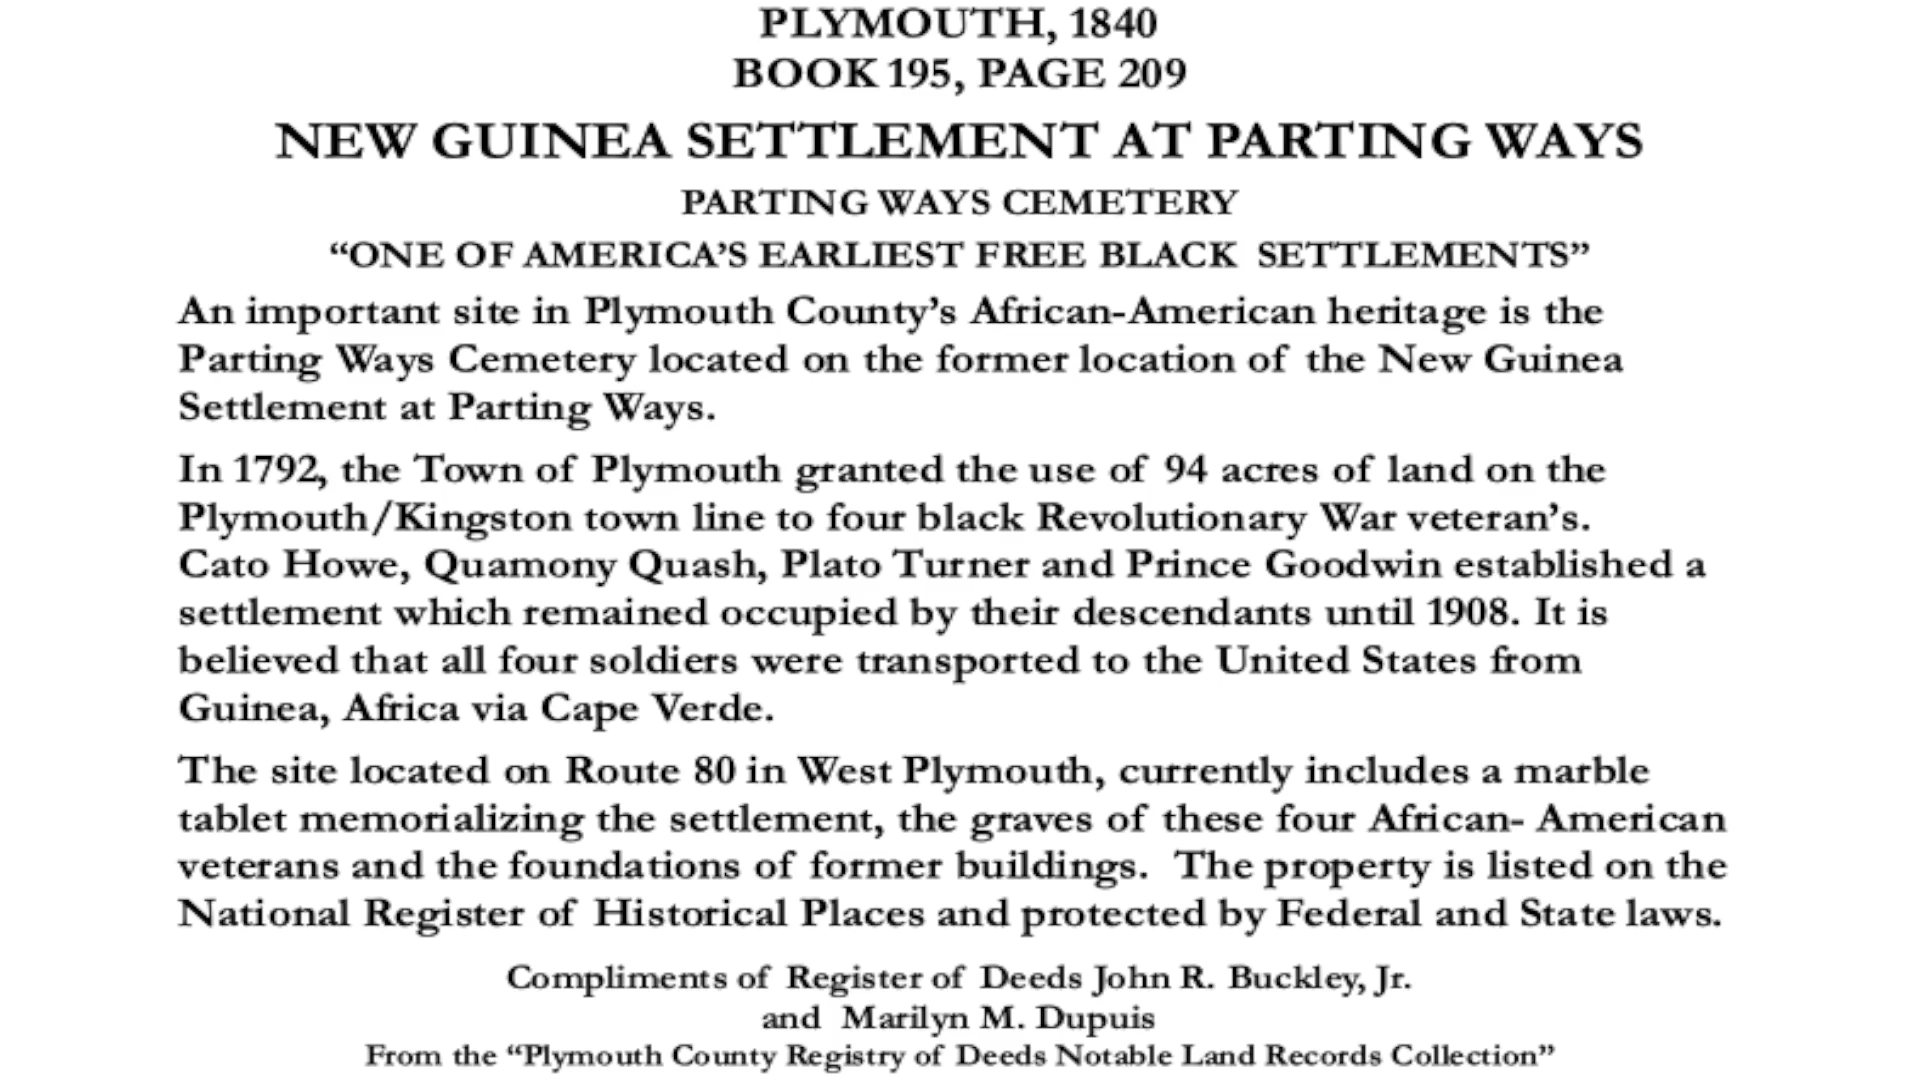 PLYMOUTH, 1840
BOOK 195, PAGE 209
NEW GUINEA SETTLEMENT AT PARTING WAYS
PARTING WAYS CEMETERY
“ONE OF AMERICA’S EARLIEST FREE BLACK SETTLEMENTS”
An important site in Plymouth County’s African-American heritage is the
Parting Ways Cemetery located on the former location of the New Guinea
Settlement at Parting Ways.
In 1792, the Town of Plymouth granted the use of 94 acres of land on the
Plymouth/Kingston town line to four black Revolutionary War veteran’s.
Cato Howe, Quamony Quash, Plato Turner and Prince Goodwin established a
settlement which remained occupied by their descendants until 1908. It is
believed that all four soldiers were transported to the United States from
Guinea, Africa via Cape Verde.
The site located on Route 80 in West Plymouth, currently includes a marble
tablet memorializing the settlement, the graves of these four African- American
veterans and the foundations of former buildings. The property is listed on the
National Register of Historical Places and protected by Federal and State laws.
Compliments of Register of Deeds John R. Buckley, Jr.
and Marilyn M. Dupuis
From the “Plymouth County Registry of Deeds Notable Land Records Collection”